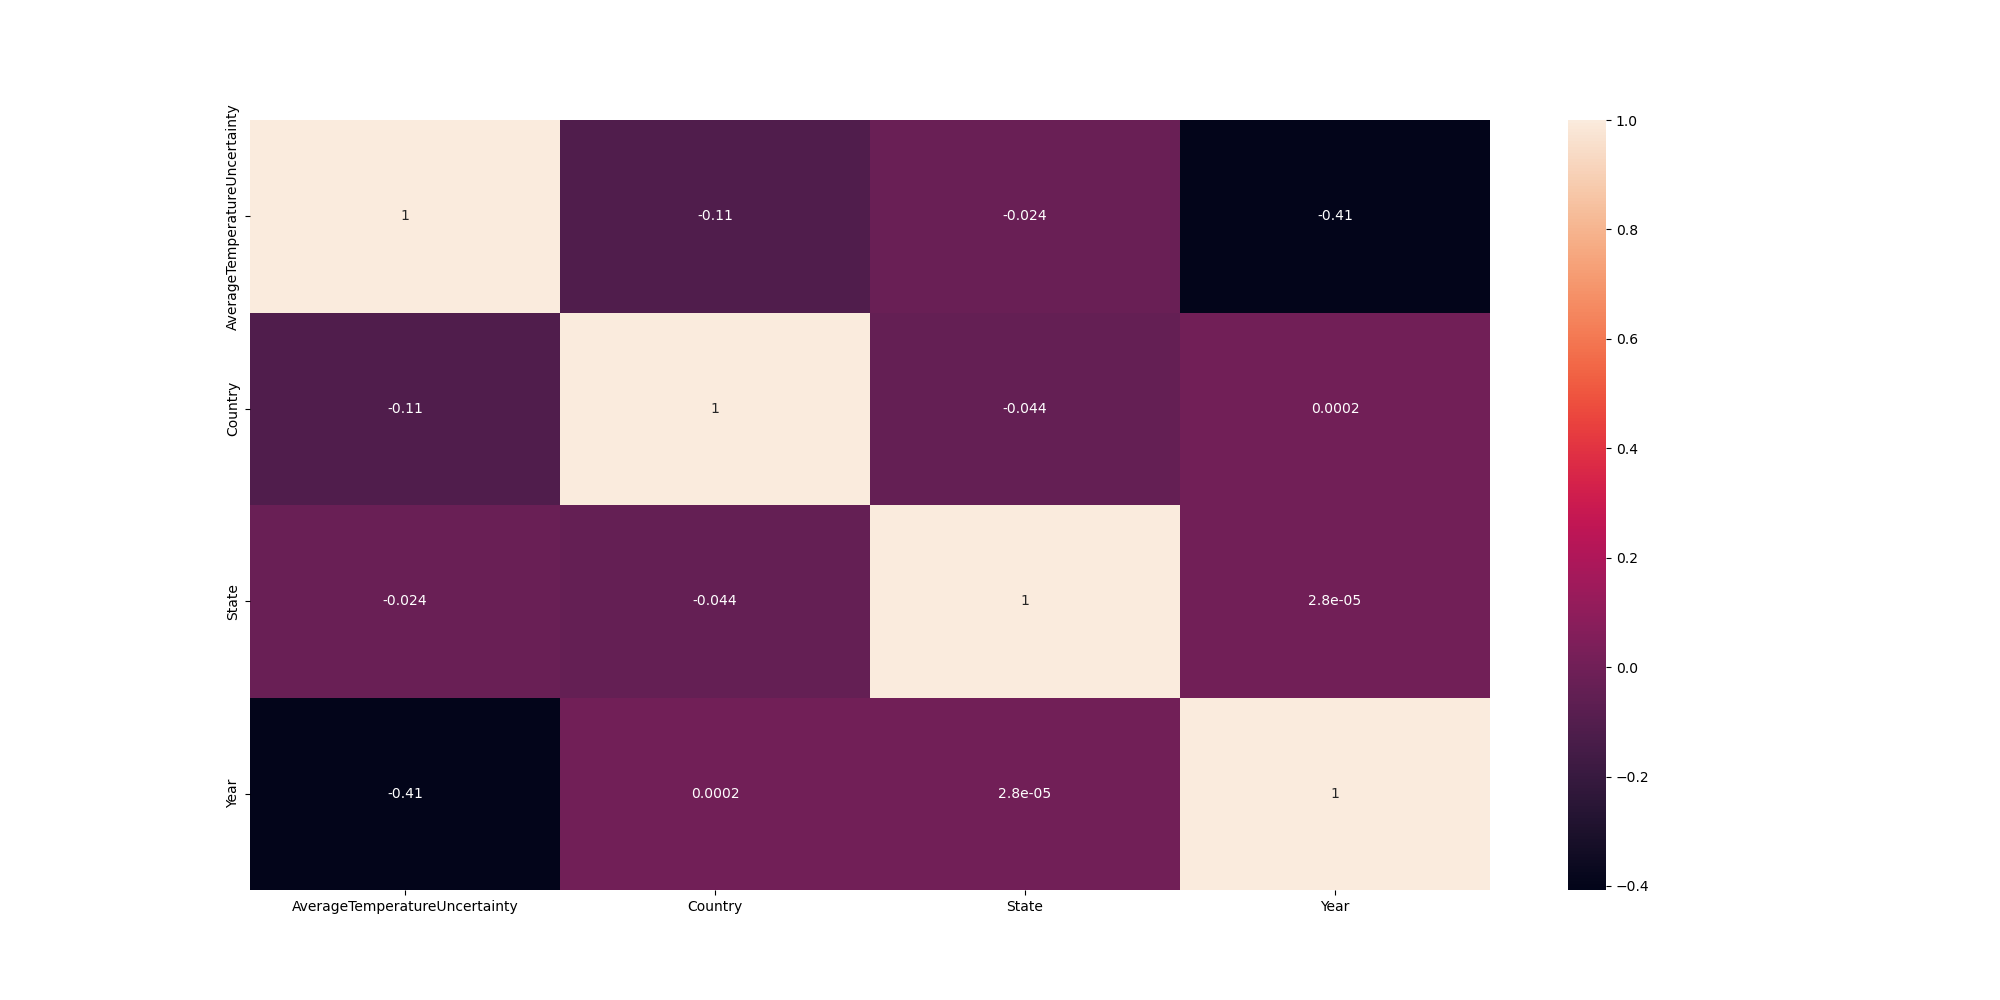 AverageTemperatureUncertainty
1
-0.11
-0.024
-0.41
Country
-0.11
1
-0.044
0.0002
State
-0.024
-0.044
1
2.8e-05
Year
-0.41
0.0002
2.8e-05
1
AverageTemperatureUncertainty
Country
State
Year
1.0
0.8
0.6
0.4
0.2
0.0
−0.2
−0.4